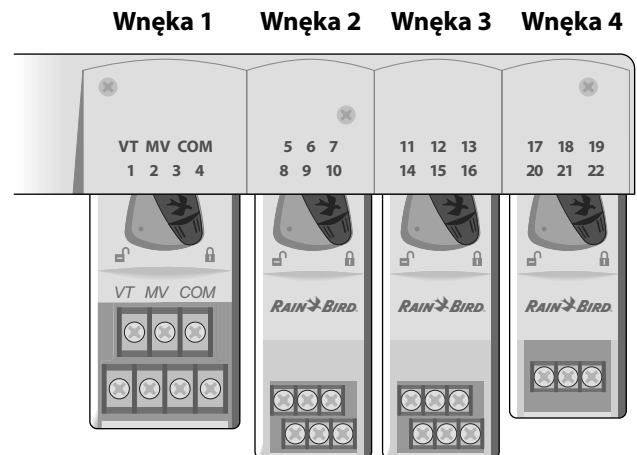 Wnęka 1 Wnęka 2 Wnęka 3 Wnęka 4
VT MV COM 5 6 7 11 12 13 17 18 19
1 2 3 4 8 9 10 14 15 16 20 21 22
VT MV COM
RAIN BIRD RAIN BIRD RAIN BIRD